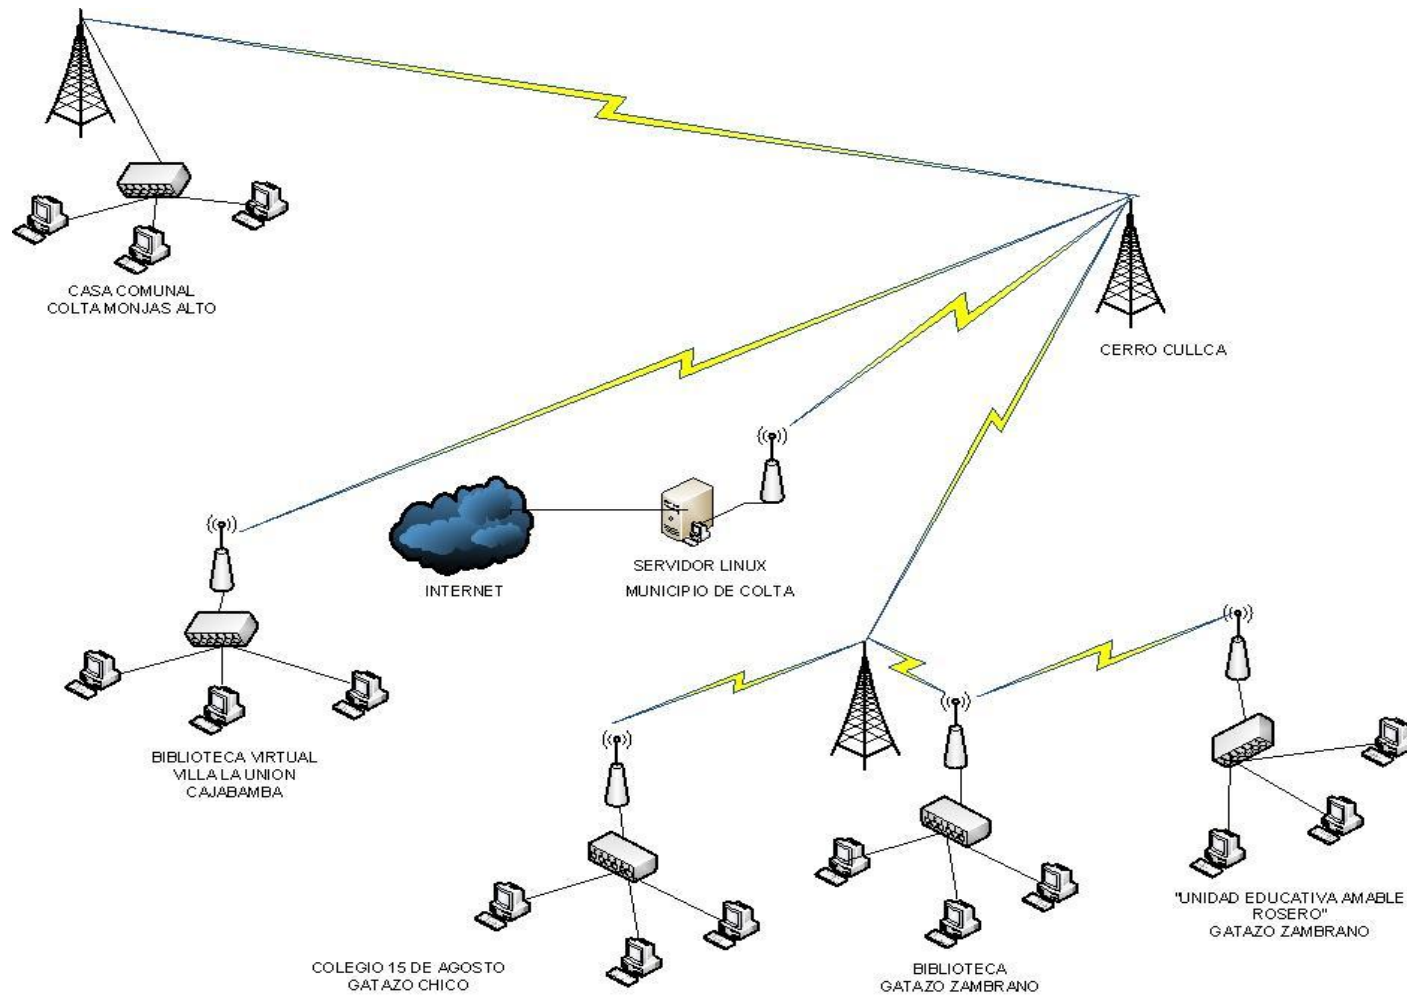 CASA COMUNAL
COLTA MONJAS ALTO
CERRO CULLCA
INTERNET
SERVIDOR LINUX
MUNICIPIO DE COLTA
BIBLIOTECA VIRTUAL
VILLA LA UNION
CAJABAMBA
"UNIDAD EDUCATIVA AMABLE
ROSERO"
GATAZO ZAMBRANO
COLEGIO 15 DE AGOSTO
GATAZO CHICO
BIBLIOTECA
GATAZO ZAMBRANO